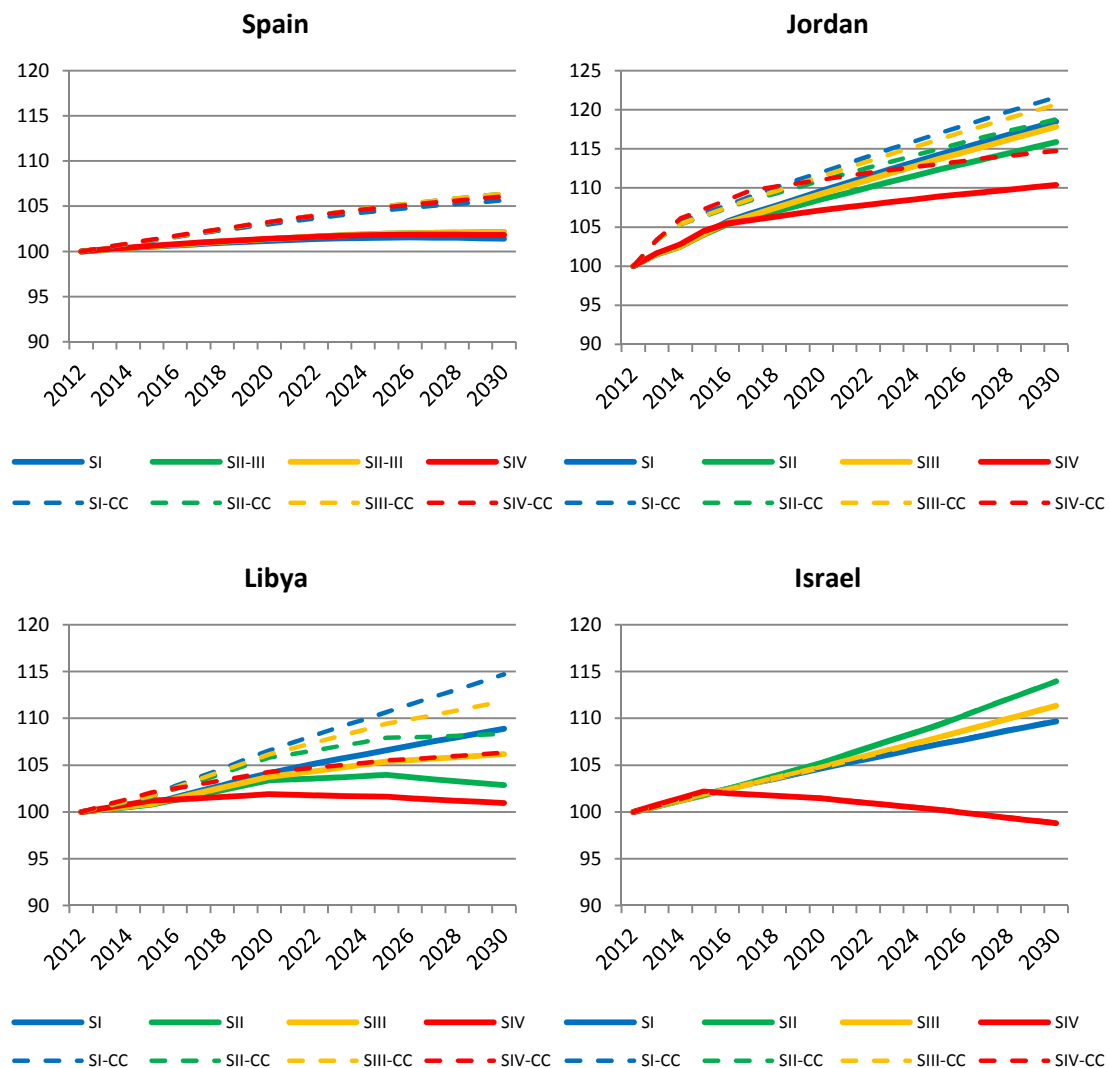 Spain
120
115
110
105
100
95
90
2012 2014 2016 2018 2020 2022 2024 2026 2028 2030
SI SII-III SII-III SIV
SI-CC SII-CC SIII-CC SIV-CC
Jordan
125
120
115
110
105
100
95
90
2012 2014 2016 2018 2020 2022 2024 2026 2028 2030
SI SII SIII SIV
SI-CC SII-CC SIII-CC SIV-CC
Libya
120
115
110
105
100
95
90
2012 2014 2016 2018 2020 2022 2024 2026 2028 2030
SI SII SIII SIV
SI-CC SII-CC SIII-CC SIV-CC
Israel
120
115
110
105
100
95
90
2012 2014 2016 2018 2020 2022 2024 2026 2028 2030
SI SII SIII SIV
SI-CC SII-CC SIII-CC SIV-CC